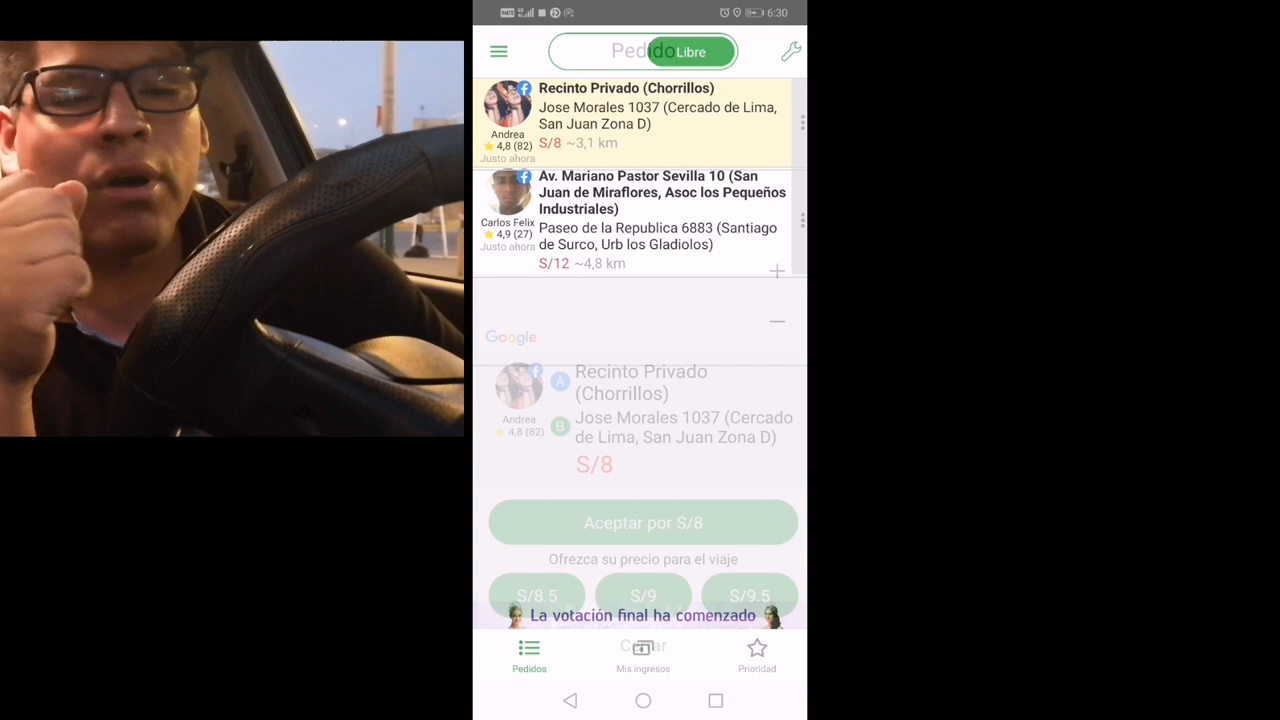 6:30
Pedido Libre
Recinto Privado (Chorrillos)
Jose Morales 1037 (Cercado de Lima,
San Juan Zona D)
Andrea
4,8 (82)
Justo ahora
S/8 ~3,1 km
Av. Mariano Pastor Sevilla 10 (San
Juan de Miraflores, Asoc los Pequeños
Industriales)
Carlos Felix
4,9 (27)
Justo ahora
Paseo de la Republica 6883 (Santiago
de Surco, Urb los Gladiolos)
S/12 ~4,8 km
Google
A Recinto Privado
(Chorrillos)
Andrea
4,8 (82)
B Jose Morales 1037 (Cercado
de Lima, San Juan Zona D)
S/8
Aceptar por S/8
Ofrezca su precio para el viaje
S/8.5 S/9 S/9.5
La votación final ha comenzado
Pedidos Mis ingresos Prioridad